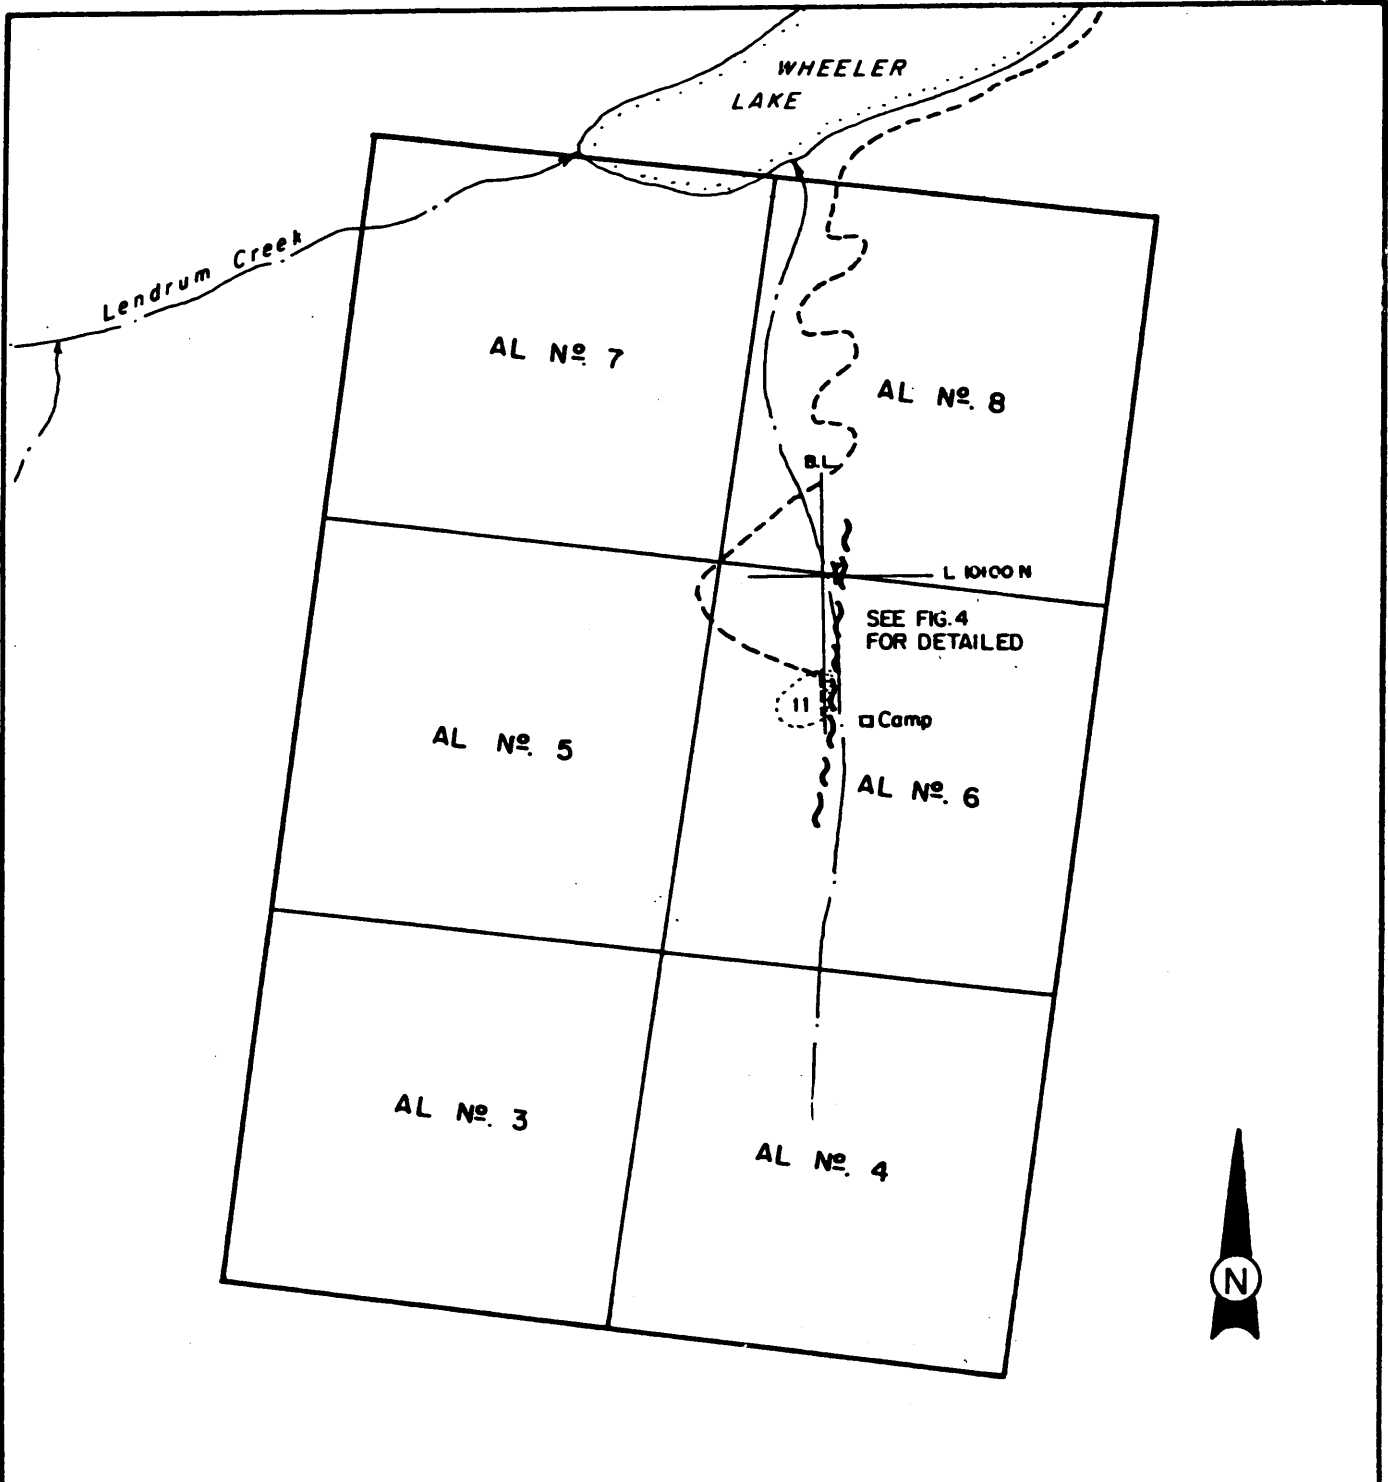 WHEELER
LAKE
Lendrum Creek
AL Nº. 7
AL Nº. 8
B.L.
L 10100 N
SEE FIG. 4
FOR DETAILED
11
Camp
AL Nº. 5
AL Nº. 6
AL Nº. 3
AL Nº. 4
N